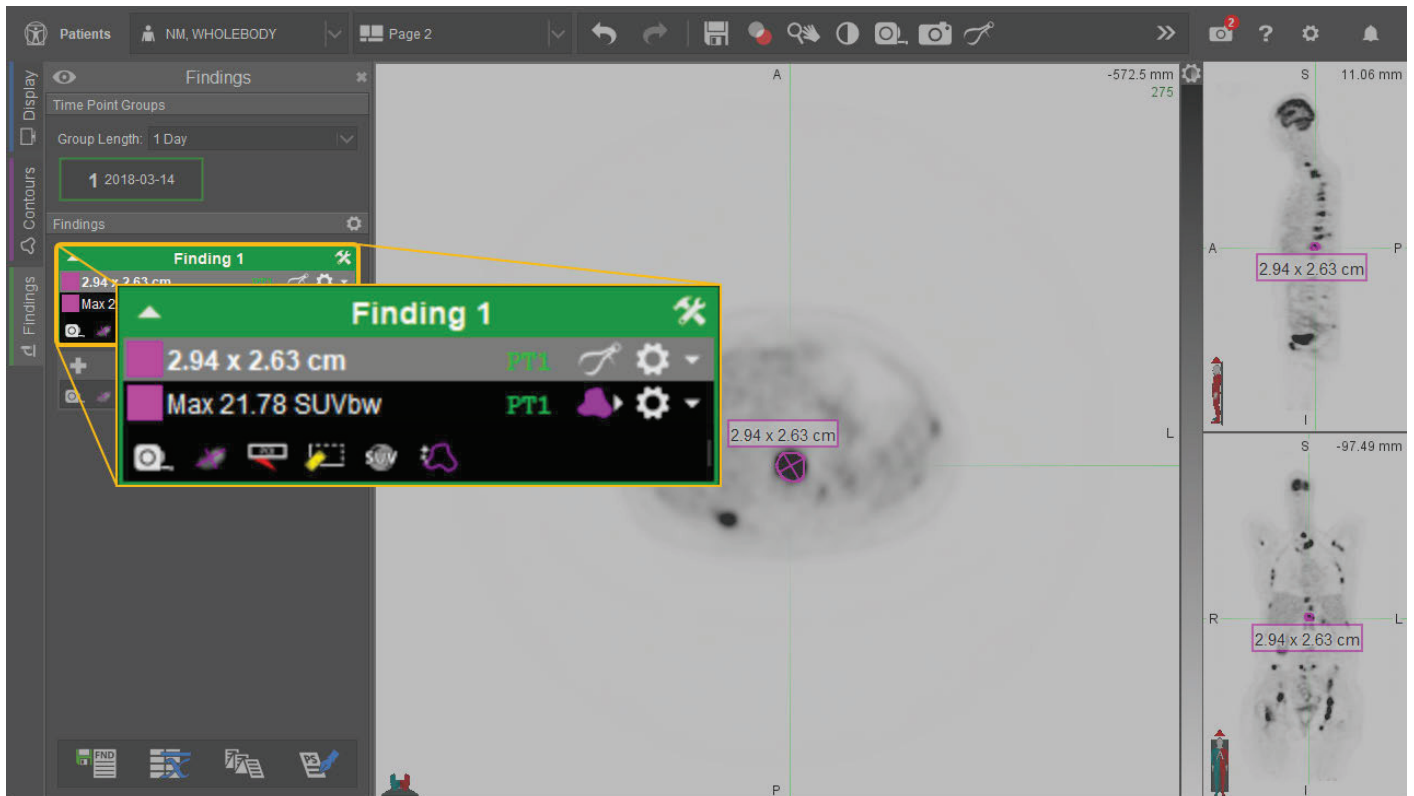 Patients
NM, WHOLEBODY
Page 2
2
?
Display
Contours
Findings
Findings
Time Point Groups
Group Length: 1 Day
1 2018-03-14
Findings
Finding 1
2.94 x 2.63 cm
Max 2
Finding 1
2.94 x 2.63 cm PT1
Max 21.78 SUVbw PT1
SUV
FND
PS
A
-572.5 mm
275
2.94 x 2.63 cm
L
P
S
11.06 mm
A
P
2.94 x 2.63 cm
I
S
-97.49 mm
R
L
2.94 x 2.63 cm
A
I